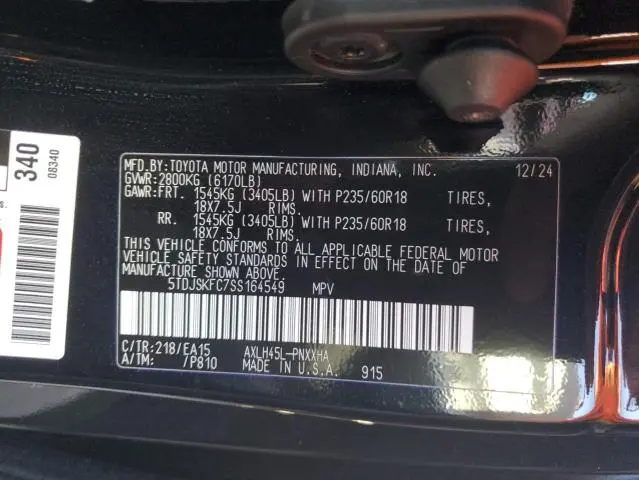 340
08340
MFD.BY:TOYOTA MOTOR MANUFACTURING, INDIANA, INC. 12/24
GVWR:2800KG (6170LB)
GAWR:FRT. 1545KG (3405LB) WITH P235/60R18 TIRES,
18X7.5J RIMS.
RR. 1545KG (3405LB) WITH P235/60R18 TIRES,
18X7.5J RIMS.
THIS VEHICLE CONFORMS TO ALL APPLICABLE FEDERAL MOTOR
VEHICLE SAFETY STANDARDS IN EFFECT ON THE DATE OF
MANUFACTURE SHOWN ABOVE.
5TDJSKFC7SS164549 MPV
C/TR:218/EA15 AXLH45L-PNXXHA
A/TM: /P810 MADE IN U.S.A. 915